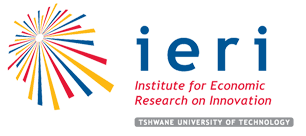 ieri
Institute for Economic
Research on Innovation
TSHWANE UNIVERSITY OF TECHNOLOGY